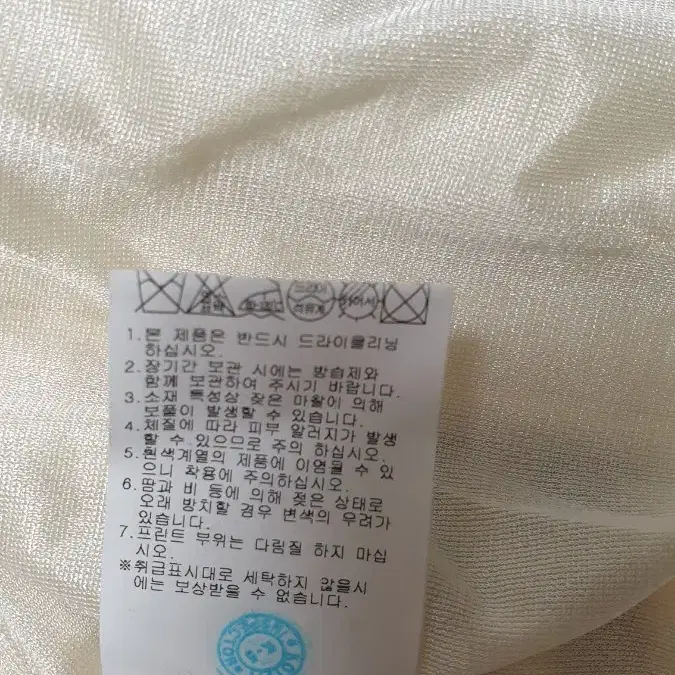 드라이
석유계
1. 본 제품은 반드시 드라이클리닝
하십시오.
2. 장기간 보관 시에는 방습제와
함께 보관하여 주시기 바랍니다.
3. 소재 특성상 잦은 마찰에 의해
보풀이 발생할 수 있습니다.
4. 체질에 따라 피부 알러지가 발생
할 수 있으므로 주의 하십시오.
5. 흰색계열의 제품에 이염될 수 있
으니 착용에 주의하십시오.
6. 땀과 비 등에 의해 젖은 상태로
오래 방치할 경우 변색의 우려가
있습니다.
7. 프린트 부위는 다림질 하지 마십
시오.
※취급표시대로 세탁하지 않을시
에는 보상받을 수 없습니다.